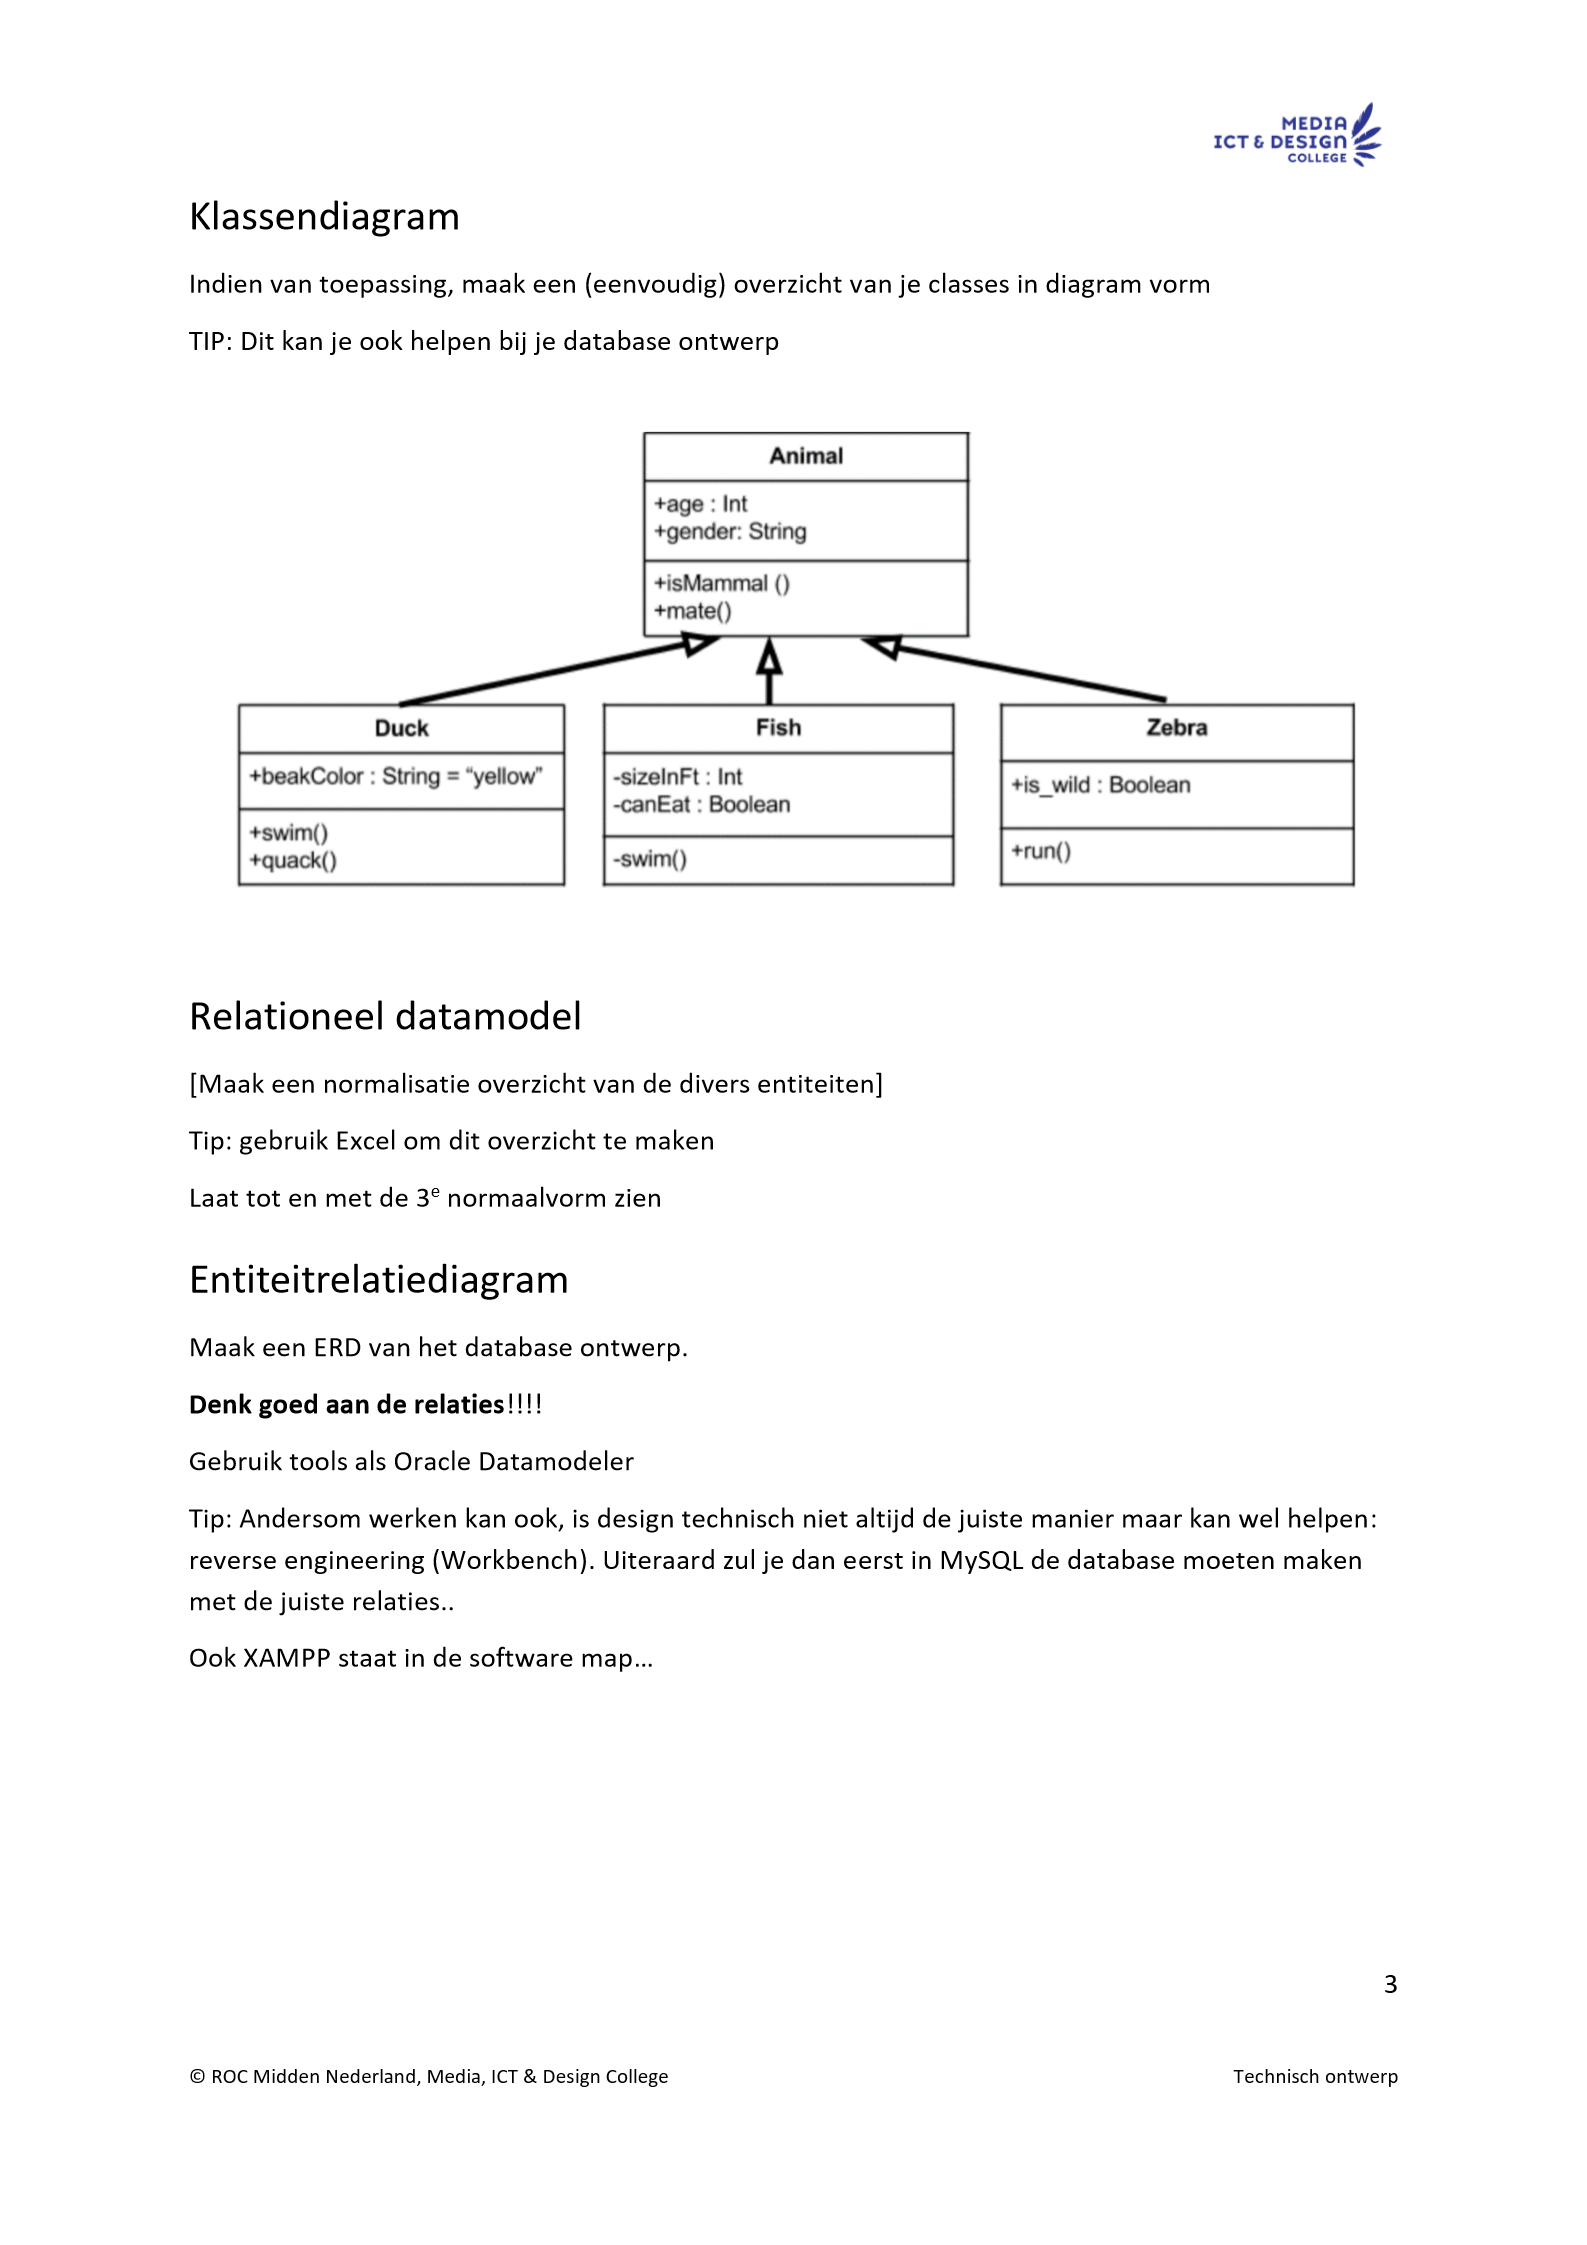 MEDIA
ICT & DESIGN
COLLEGE
Klassendiagram
Indien van toepassing, maak een (eenvoudig) overzicht van je classes in diagram vorm
TIP: Dit kan je ook helpen bij je database ontwerp
Animal
+age : Int
+gender: String
+isMammal ()
+mate()
Duck
+beakColor : String = “yellow”
+swim()
+quack()
Fish
-sizeInFt : Int
-canEat : Boolean
-swim()
Zebra
+is_wild : Boolean
+run()
Relationeel datamodel
[Maak een normalisatie overzicht van de divers entiteiten]
Tip: gebruik Excel om dit overzicht te maken
Laat tot en met de 3e normaalvorm zien
Entiteitrelatiediagram
Maak een ERD van het database ontwerp.
Denk goed aan de relaties!!!!
Gebruik tools als Oracle Datamodeler
Tip: Andersom werken kan ook, is design technisch niet altijd de juiste manier maar kan wel helpen:
reverse engineering (Workbench). Uiteraard zul je dan eerst in MySQL de database moeten maken
met de juiste relaties..
Ook XAMPP staat in de software map…
3
© ROC Midden Nederland, Media, ICT & Design College
Technisch ontwerp